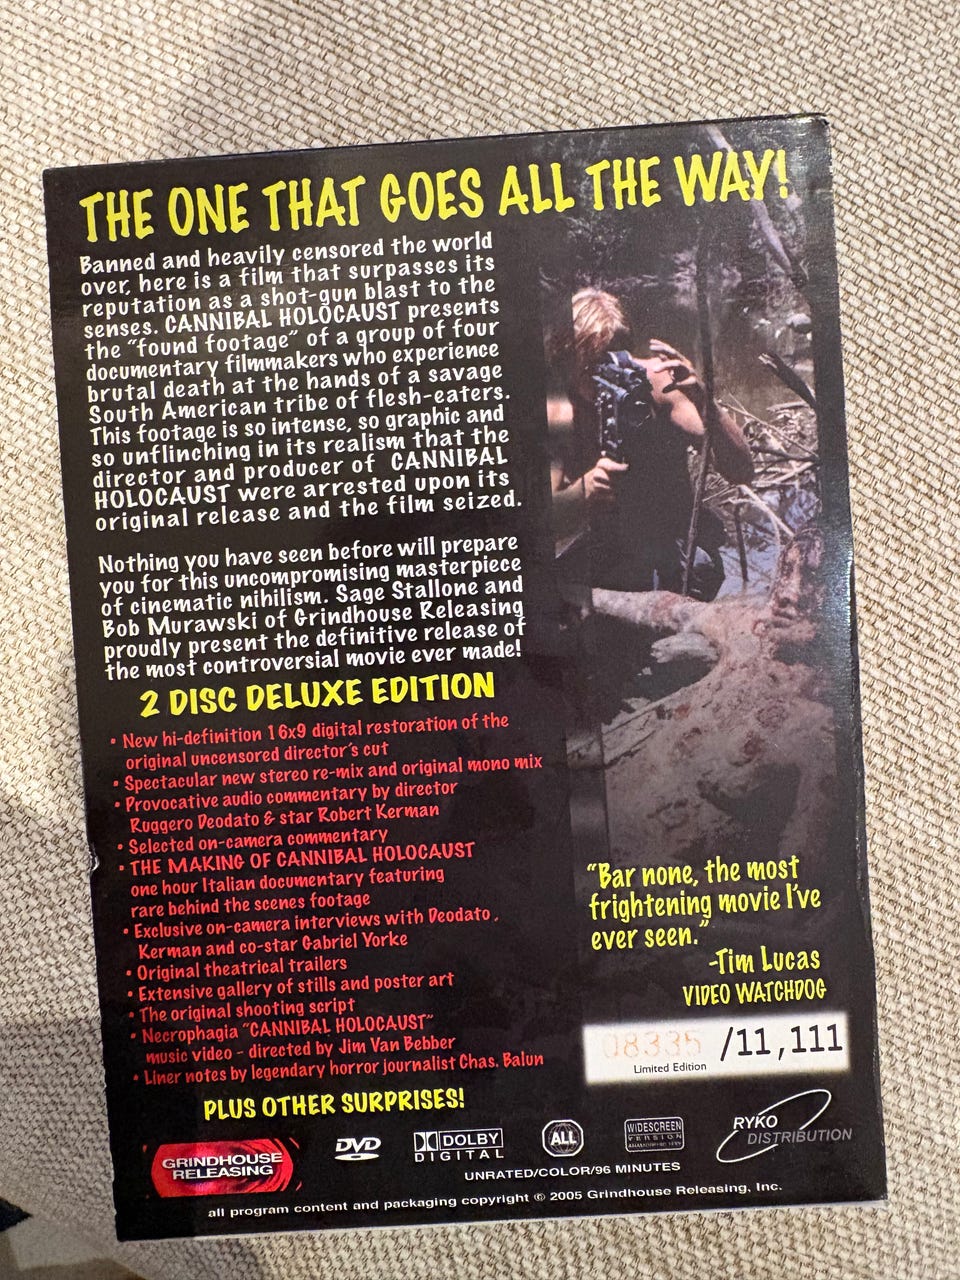 THE ONE THAT GOES ALL THE WAY!
Banned and heavily censored the world
over, here is a film that surpasses its
reputation as a shot-gun blast to the
senses. CANNIBAL HOLOCAUST presents
the "found footage" of a group of four
documentary filmmakers who experience
brutal death at the hands of a savage
South American tribe of flesh-eaters.
This footage is so intense, so graphic and
so unflinching in its realism that the
director and producer of CANNIBAL
HOLOCAUST were arrested upon its
original release and the film seized.
Nothing you have seen before will prepare
you for this uncompromising masterpiece
of cinematic nihilism. Sage Stallone and
Bob Murawski of Grindhouse Releasing
proudly present the definitive release of
the most controversial movie ever made!
2 DISC DELUXE EDITION
• New hi-definition 16x9 digital restoration of the
original uncensored director's cut
• Spectacular new stereo re-mix and original mono mix
• Provocative audio commentary by director
Ruggero Deodato & star Robert Kerman
• Selected on-camera commentary
• THE MAKING OF CANNIBAL HOLOCAUST
one hour Italian documentary featuring
rare behind the scenes footage
• Exclusive on-camera interviews with Deodato,
Kerman and co-star Gabriel Yorke
• Original theatrical trailers
• Extensive gallery of stills and poster art
• The original shooting script
• Necrophagia "CANNIBAL HOLOCAUST"
music video - directed by Jim Van Bebber
• Liner notes by legendary horror journalist Chas. Balun
PLUS OTHER SURPRISES!
"Bar none, the most
frightening movie I've
ever seen."
-Tim Lucas
VIDEO WATCHDOG
08335 /11,111
Limited Edition
GRINDHOUSE
RELEASING
DVD
DOLBY
DIGITAL
ALL
WIDESCREEN
VERSION
RYKO
DISTRIBUTION
UNRATED/COLOR/96 MINUTES
all program content and packaging copyright © 2005 Grindhouse Releasing, Inc.